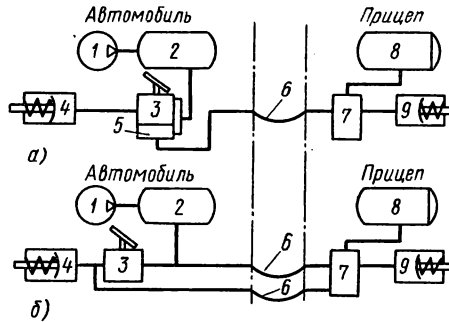 Автомобиль Прицеп
1 2 8
3 6
4 5 7 9
а)
Автомобиль Прицеп
1 2 8
6
4 3 7 9
6
б)